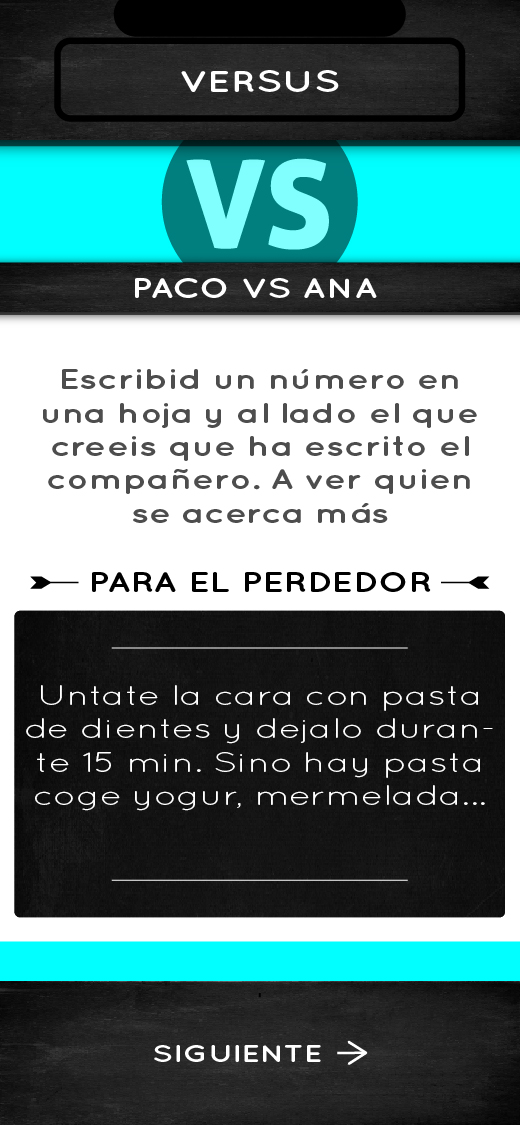 VERSUS
VS
PACO VS ANA
Escribid un número en
una hoja y al lado el que
creeis que ha escrito el
compañero. A ver quien
se acerca más
PARA EL PERDEDOR
Untate la cara con pasta
de dientes y dejalo duran-
te 15 min. Sino hay pasta
coge yogur, mermelada...
SIGUIENTE